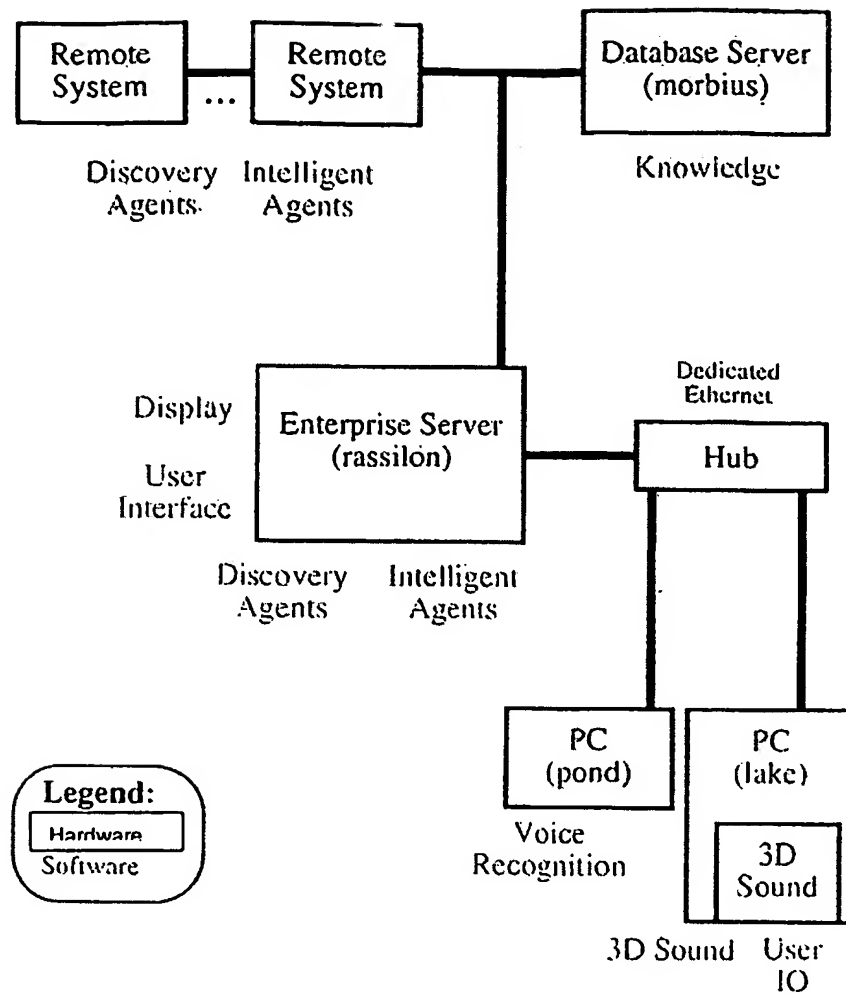 Remote
System
...
Remote
System
Database Server
(morbius)
Discovery
Agents
Intelligent
Agents
Knowledge
Display
User
Interface
Enterprise Server
(rassilon)
Dedicated
Ethernet
Hub
Discovery
Agents
Intelligent
Agents
PC
(pond)
PC
(lake)
Voice
Recognition
3D
Sound
3D Sound
User
IO
Legend:
Hardware
Software